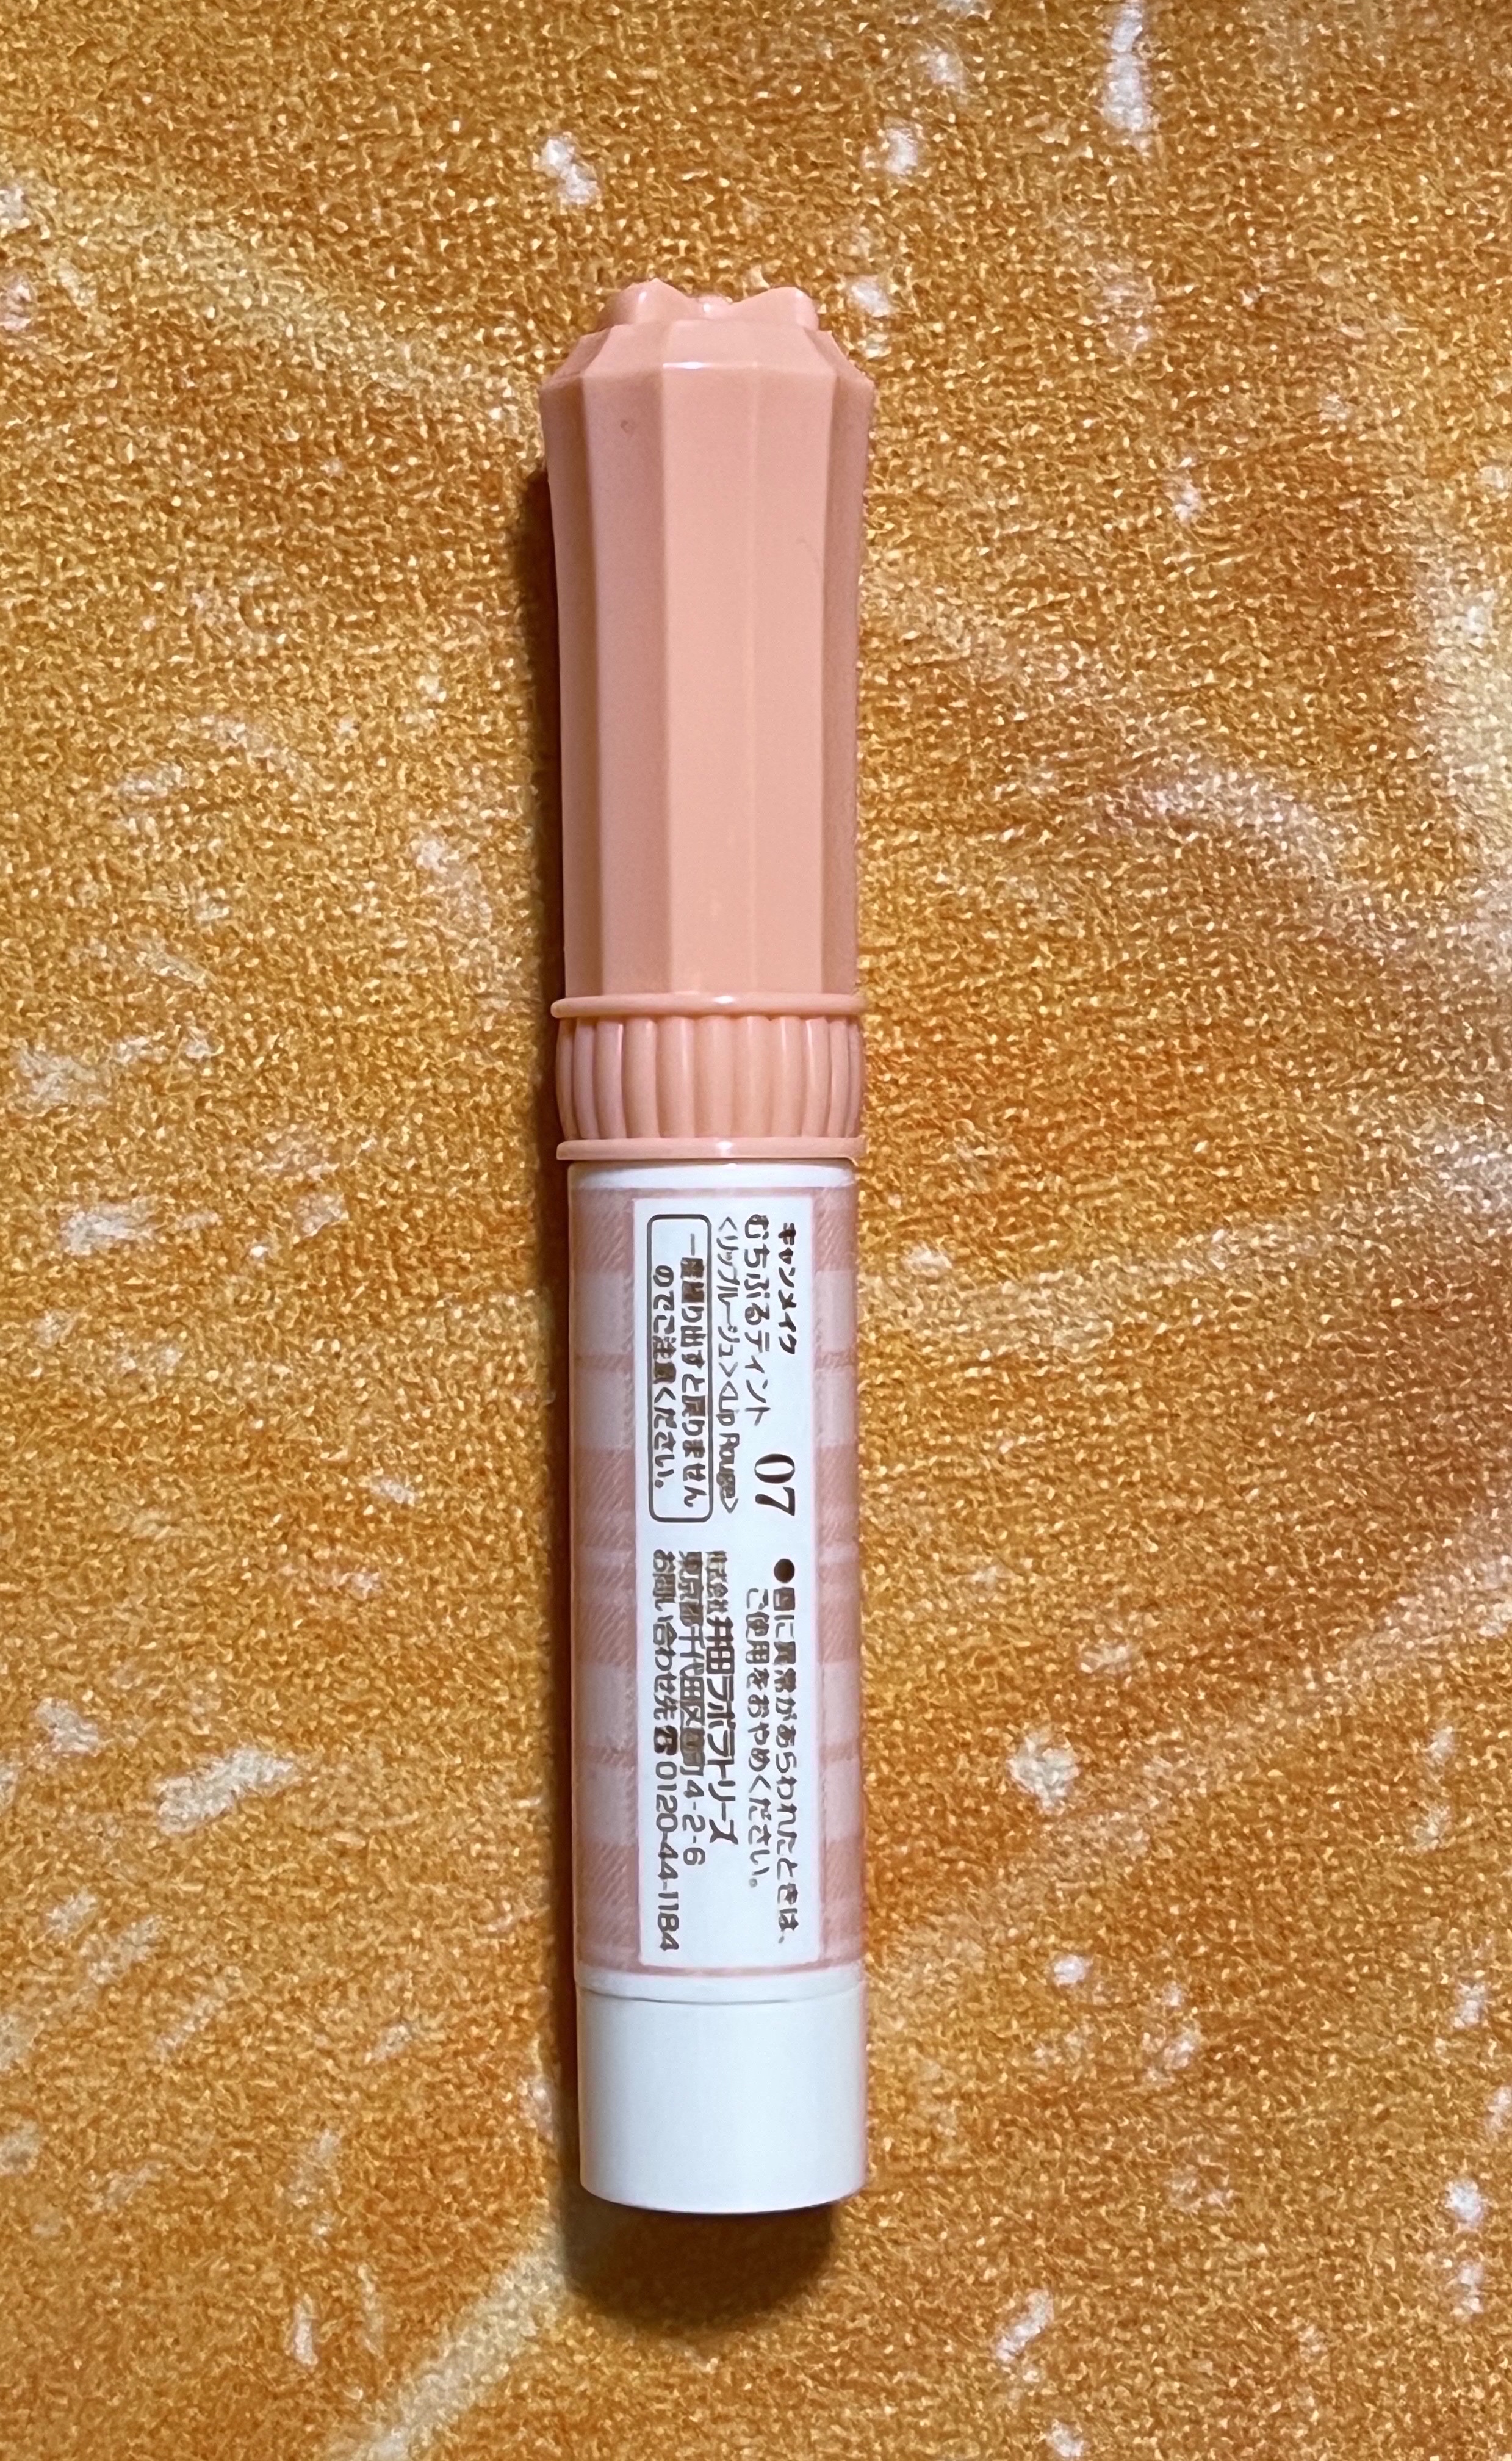 キャンメイク
むちぷるティント 07
<リップルージュ><Lip Rouge>
一度繰り出すと戻りません
のでご注意ください。
●唇に異常があらわれたときは、
ご使用をおやめください。
株式会社井田ラボラトリーズ
東京都千代田区麹町4-2-6
お問い合わせ先☎0120-44-1184